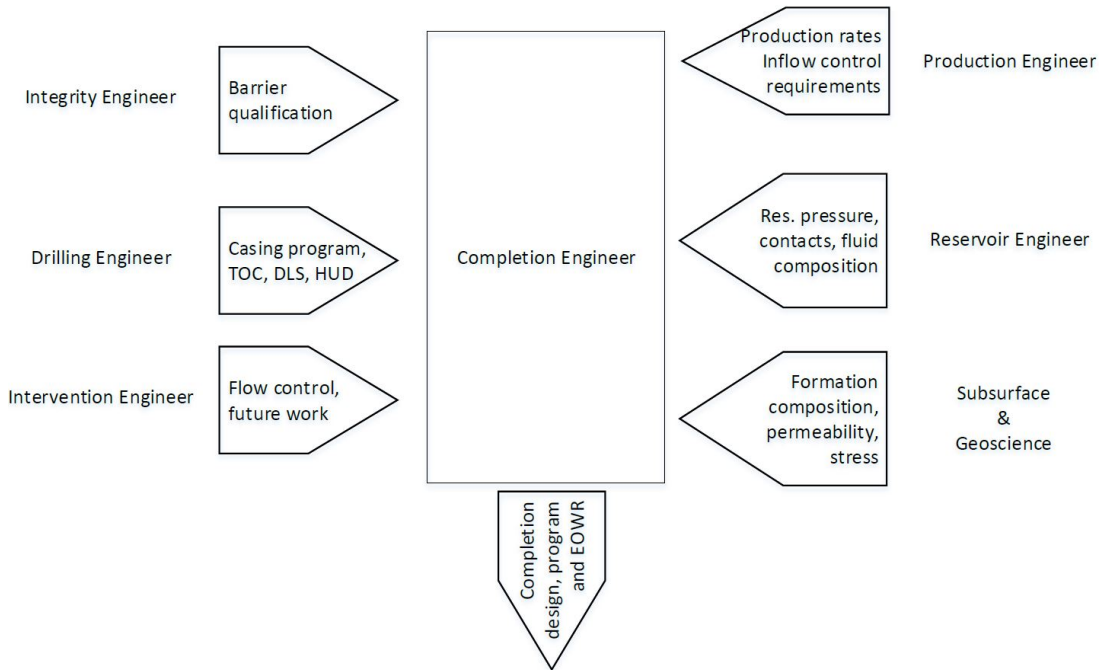 Integrity Engineer
Barrier
qualification
Drilling Engineer
Casing program,
TOC, DLS, HUD
Intervention Engineer
Flow control,
future work
Completion Engineer
Production rates
Inflow control
requirements
Production Engineer
Res. pressure,
contacts, fluid
composition
Reservoir Engineer
Formation
composition,
permeability,
stress
Subsurface
&
Geoscience
Completion
design, program
and EOWR